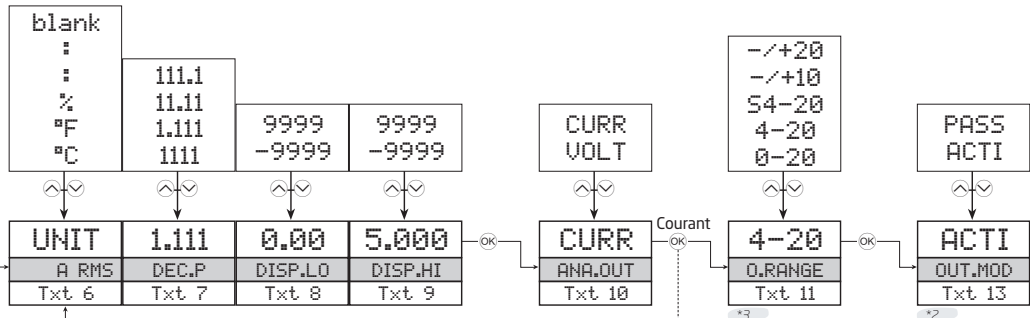 blank
:
:
%
°F
°C
111.1
11.11
1.111
1111
9999
-9999
9999
-9999
CURR
VOLT
-/+20
-/+10
S4-20
4-20
0-20
PASS
ACTI
UNIT
A RMS
Txt 6
1.111
DEC.P
Txt 7
0.00
DISP.LO
Txt 8
5.000
DISP.HI
Txt 9
OK
CURR
ANA.OUT
Txt 10
Courant
OK
4-20
O.RANGE
Txt 11
*3
OK
ACTI
OUT.MOD
Txt 13
*2